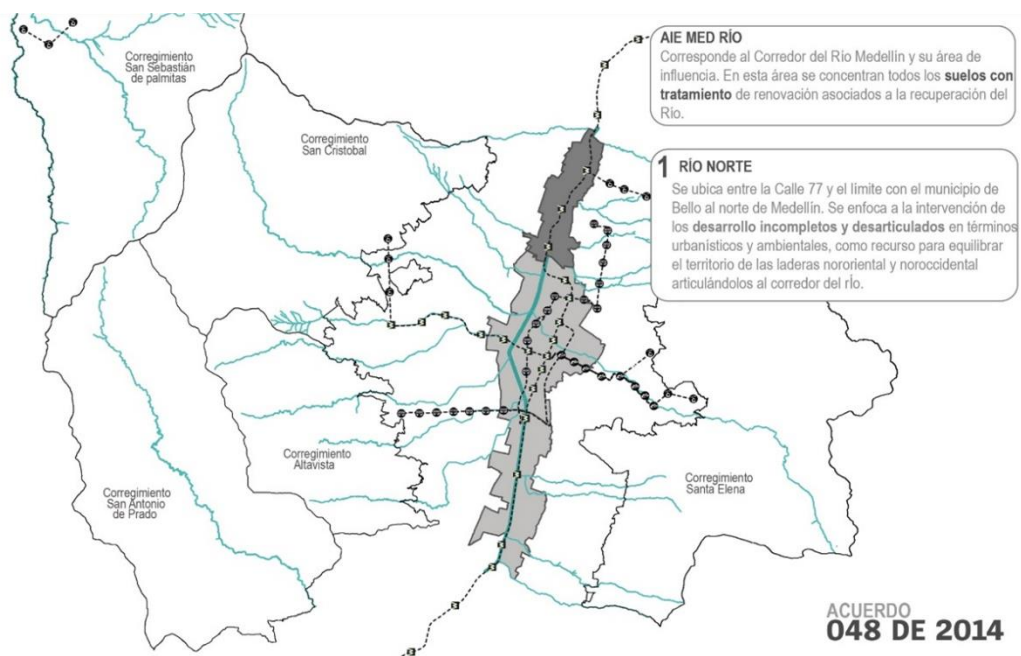 AIE MED RÍO
Corresponde al Corredor del Río Medellín y su área de
influencia. En esta área se concentran todos los suelos con
tratamiento de renovación asociados a la recuperación del
Río.
1 RÍO NORTE
Se ubica entre la Calle 77 y el límite con el municipio de
Bello al norte de Medellín. Se enfoca a la intervención de
los desarrollo incompletos y desarticulados en términos
urbanísticos y ambientales, como recurso para equilibrar
el territorio de las laderas nororiental y noroccidental
articulándolos al corredor del río.
Corregimiento
San Sebastián
de palmitas
Corregimiento
San Cristobal
Corregimiento
Altavista
Corregimiento
San Antonio
de Prado
Corregimiento
Santa Elena
ACUERDO
048 DE 2014